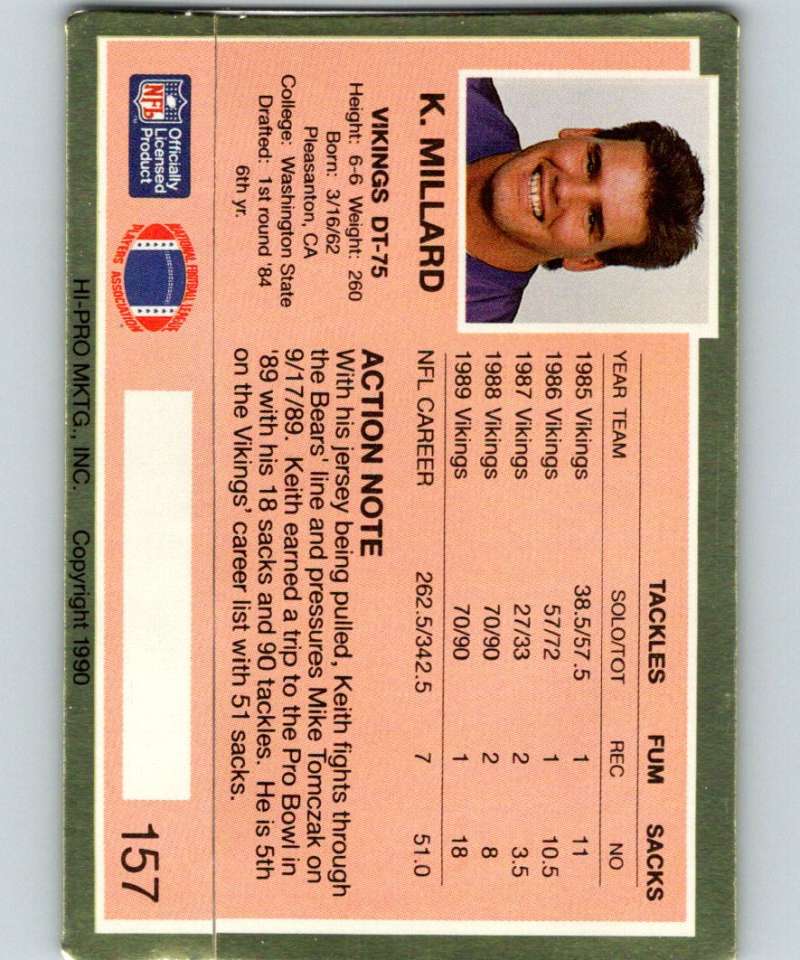 K. MILLARD
VIKINGS DT-75
Height: 6-6 Weight: 260
Born: 3/16/62
Pleasanton, CA
College: Washington State
Drafted: 1st round '84
6th yr.
NFL
Officially
Licensed
Product
NATIONAL FOOTBALL LEAGUE
PLAYERS ASSOCIATION
TACKLES FUM SACKS
YEAR TEAM SOLO/TOT REC NO
1985 Vikings 38.5/57.5 1 11
1986 Vikings 57/72 1 10.5
1987 Vikings 27/33 2 3.5
1988 Vikings 70/90 2 8
1989 Vikings 70/90 1 18
NFL CAREER 262.5/342.5 7 51.0
ACTION NOTE
With his jersey being pulled, Keith fights through
the Bears' line and pressures Mike Tomczak on
9/17/89. Keith earned a trip to the Pro Bowl in
'89 with his 18 sacks and 90 tackles. He is 5th
on the Vikings' career list with 51 sacks.
157
HI-PRO MKTG., INC. Copyright 1990